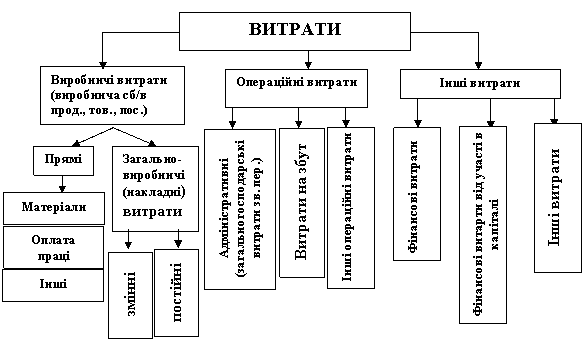 ВИТРАТИ
Виробничі витрати
(виробнича сб/в
прод., тов., пос.)
Операційні витрати
Інші витрати
Прямі
Загально-
виробничі
(накладні)
витрати
Матеріали
Оплата
праці
Інші
змінні
постійні
Адміністративні
(загальногосподарські
витрати зв. пер.)
Витрати на збут
Інші операційні витрати
Фінансові витрати
Фінансові витарти від участі в
капіталі
Інші витрати